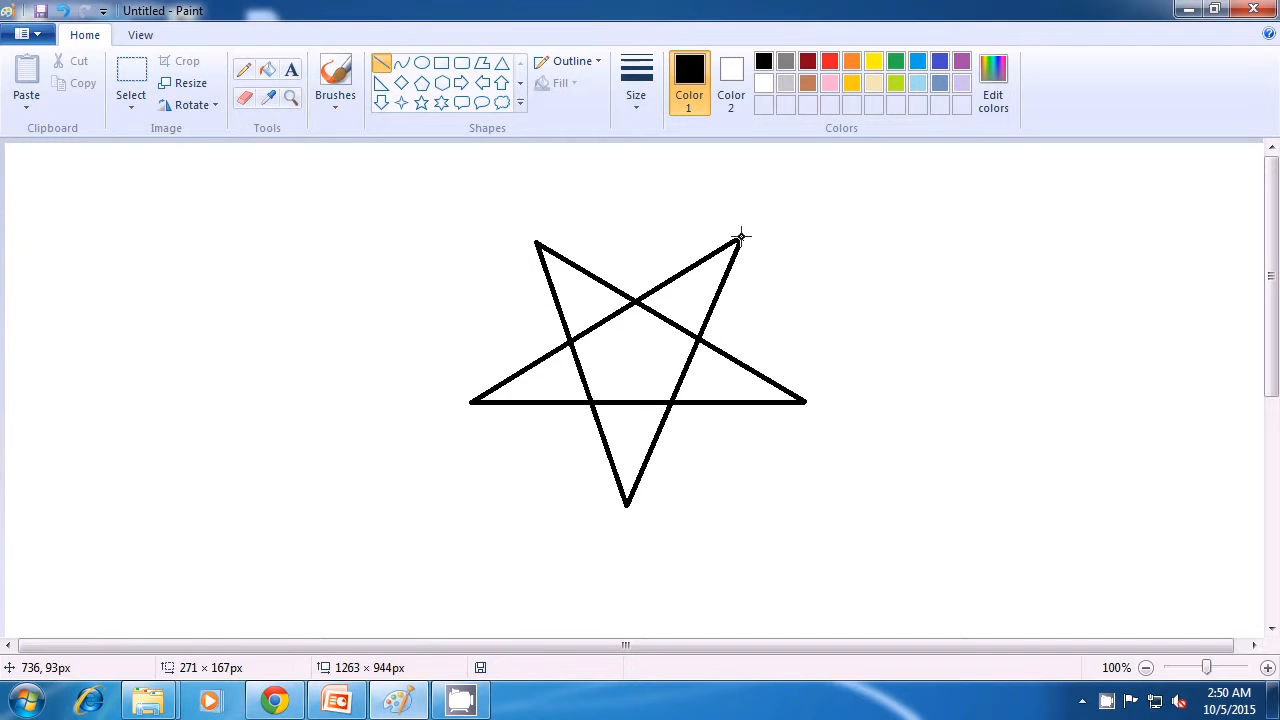 Untitled - Paint
Home View
Paste
Cut
Copy
Clipboard
Select
Crop
Resize
Rotate
Image
A
Tools
Brushes
Outline
Fill
Shapes
Size
Color 1
Color 2
Edit colors
Colors
736, 93px 271 × 167px 1263 × 944px 100%
2:50 AM
10/5/2015